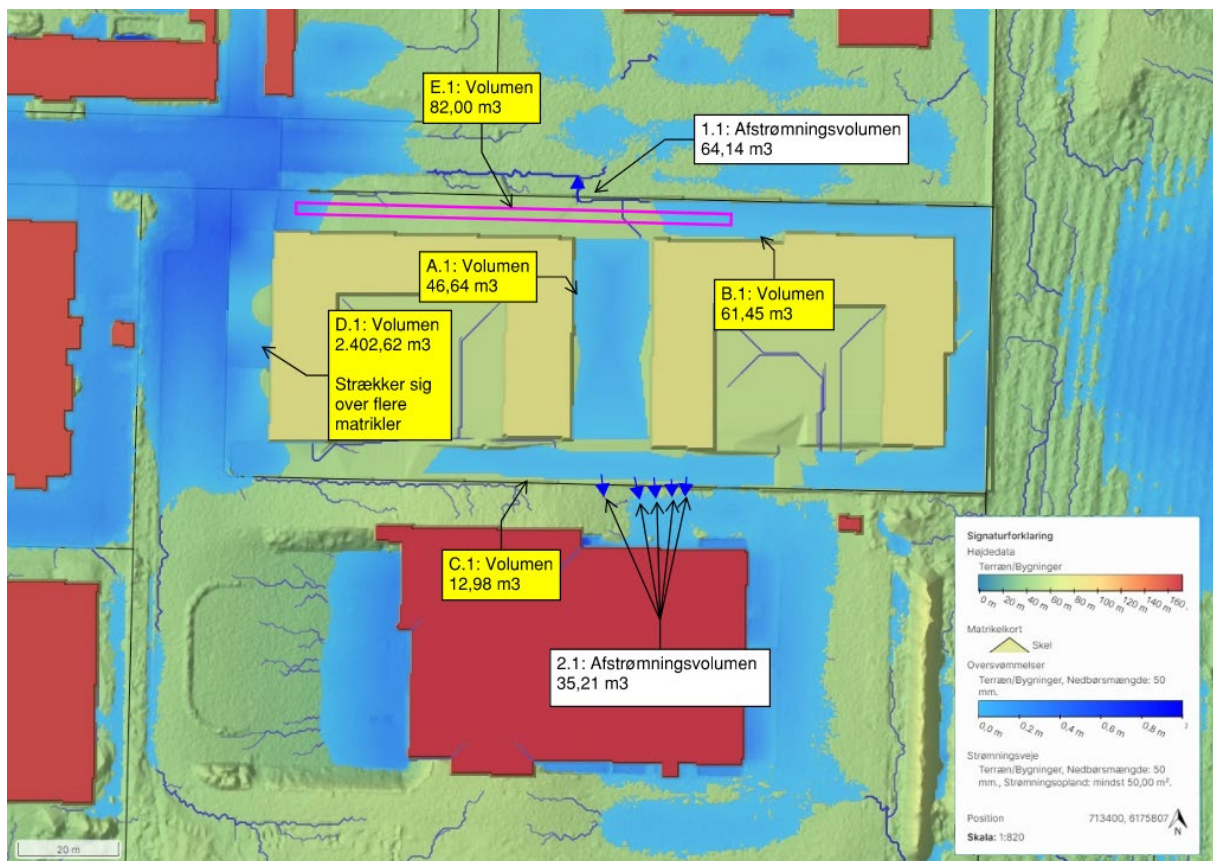 E.1: Volumen
82,00 m3
1.1: Afstrømningsvolumen
64,14 m3
A.1: Volumen
46,64 m3
B.1: Volumen
61,45 m3
D.1: Volumen
2.402,62 m3
Strækker sig
over flere
matrikler
C.1: Volumen
12,98 m3
2.1: Afstrømningsvolumen
35,21 m3
Signaturforklaring
Højdedata
Terræn/Bygninger
0 m 20 m 40 m 60 m 80 m 100 m 120 m 140 m 160
Matrikelkort
Skel
Oversvømmelser
Terræn/Bygninger, Nedbørsmængde: 50
mm.
0,0 m 0,2 m 0,4 m 0,6 m 0,8 m
Strømningsveje
Terræn/Bygninger, Nedbørsmængde: 50
mm., Strømningsopland: mindst 50,00 m².
Position 713400, 6175807
Skala: 1:820
N
20 m